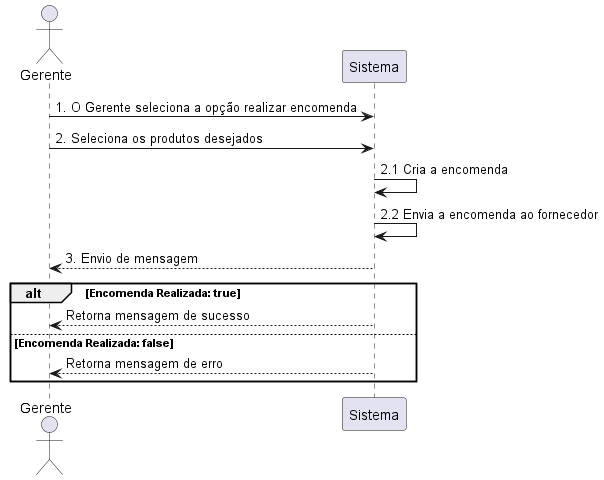 Gerente
Sistema
1. O Gerente seleciona a opção realizar encomenda
2. Seleciona os produtos desejados
2.1 Cria a encomenda
2.2 Envia a encomenda ao fornecedor
3. Envio de mensagem
alt [Encomenda Realizada: true]
Retorna mensagem de sucesso
[Encomenda Realizada: false]
Retorna mensagem de erro
Gerente
Sistema